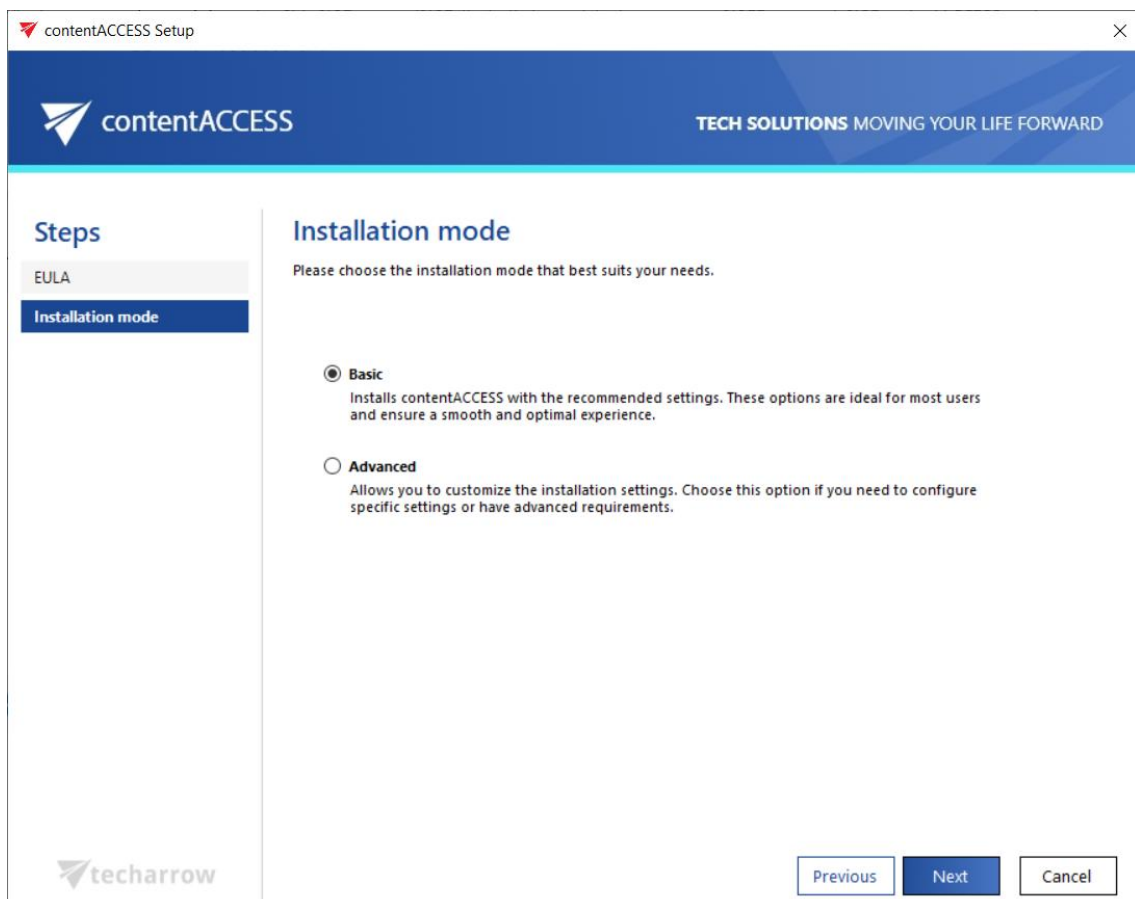 contentACCESS Setup
contentACCESS
TECH SOLUTIONS MOVING YOUR LIFE FORWARD
Steps
EULA
Installation mode
Installation mode
Please choose the installation mode that best suits your needs.
Basic
Installs contentACCESS with the recommended settings. These options are ideal for most users
and ensure a smooth and optimal experience.
Advanced
Allows you to customize the installation settings. Choose this option if you need to configure
specific settings or have advanced requirements.
techarrow
Previous
Next
Cancel